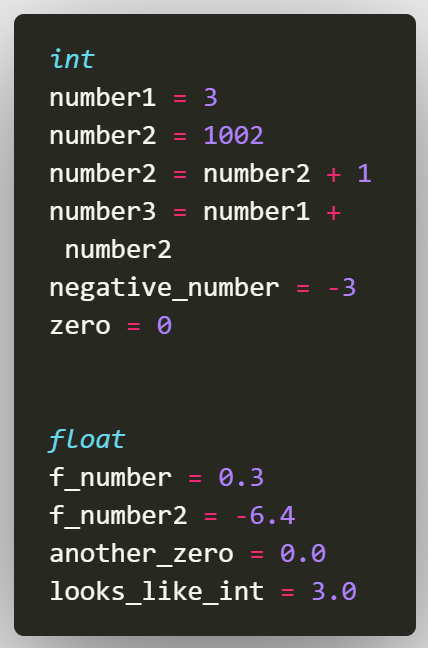 int
number1 = 3
number2 = 1002
number2 = number2 + 1
number3 = number1 +
number2
negative_number = -3
zero = 0
float
f_number = 0.3
f_number2 = -6.4
another_zero = 0.0
looks_like_int = 3.0